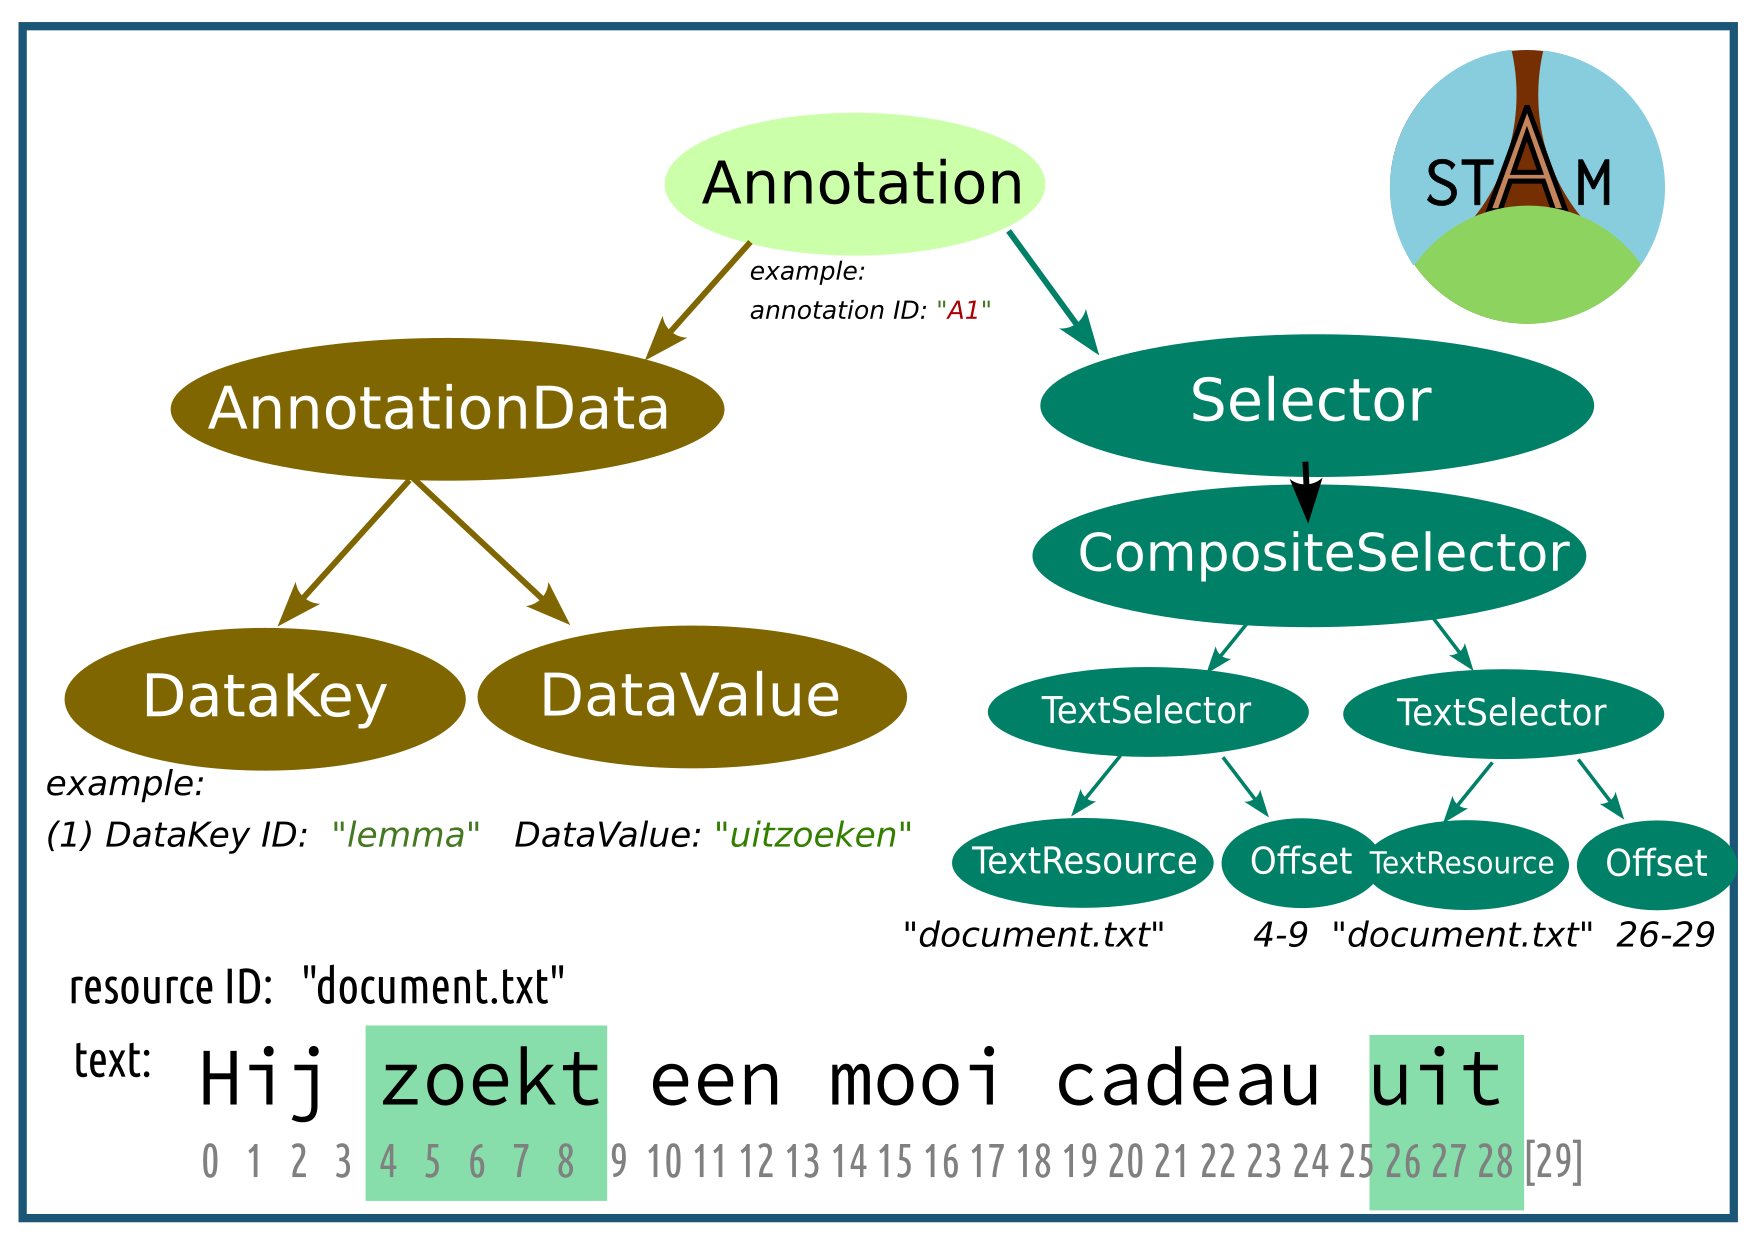 STAM
Annotation
example:
annotation ID: "A1"
AnnotationData
Selector
CompositeSelector
DataKey
DataValue
TextSelector
TextSelector
example:
(1) DataKey ID: "lemma" DataValue: "uitzoeken"
TextResource
Offset
TextResource
Offset
"document.txt" 4-9 "document.txt" 26-29
resource ID: "document.txt"
text: Hij zoekt een mooi cadeau uit
0 1 2 3 4 5 6 7 8 9 10 11 12 13 14 15 16 17 18 19 20 21 22 23 24 25 26 27 28 [29]